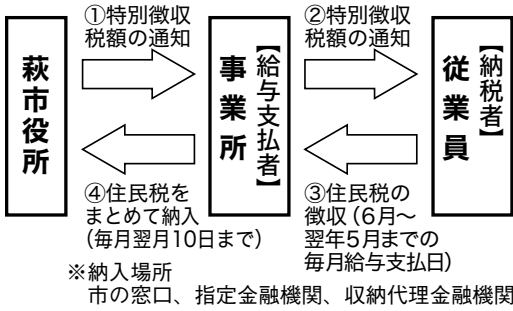 ①特別徴収
税額の通知
②特別徴収
税額の通知
萩市役所
事業所
【給与支払者】
従業員
【納税者】
④住民税を
まとめて納入
（毎月翌月10日まで）
③住民税の
徴収（6月～
翌年5月までの
毎月給与支払日）
※納入場所
市の窓口、指定金融機関、収納代理金融機関